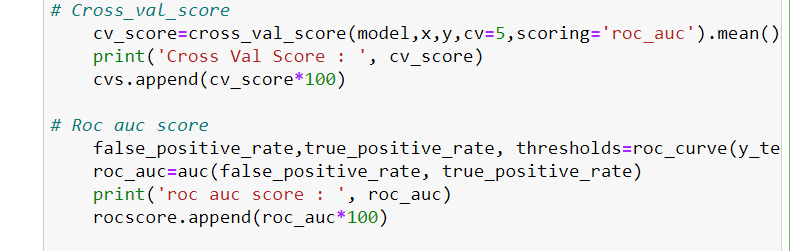 # Cross_val_score
cv_score=cross_val_score(model,x,y,cv=5,scoring='roc_auc').mean()
print('Cross Val Score : ', cv_score)
cvs.append(cv_score*100)
# Roc auc score
false_positive_rate,true_positive_rate, thresholds=roc_curve(y_te
roc_auc=auc(false_positive_rate, true_positive_rate)
print('roc auc score : ', roc_auc)
rocscore.append(roc_auc*100)